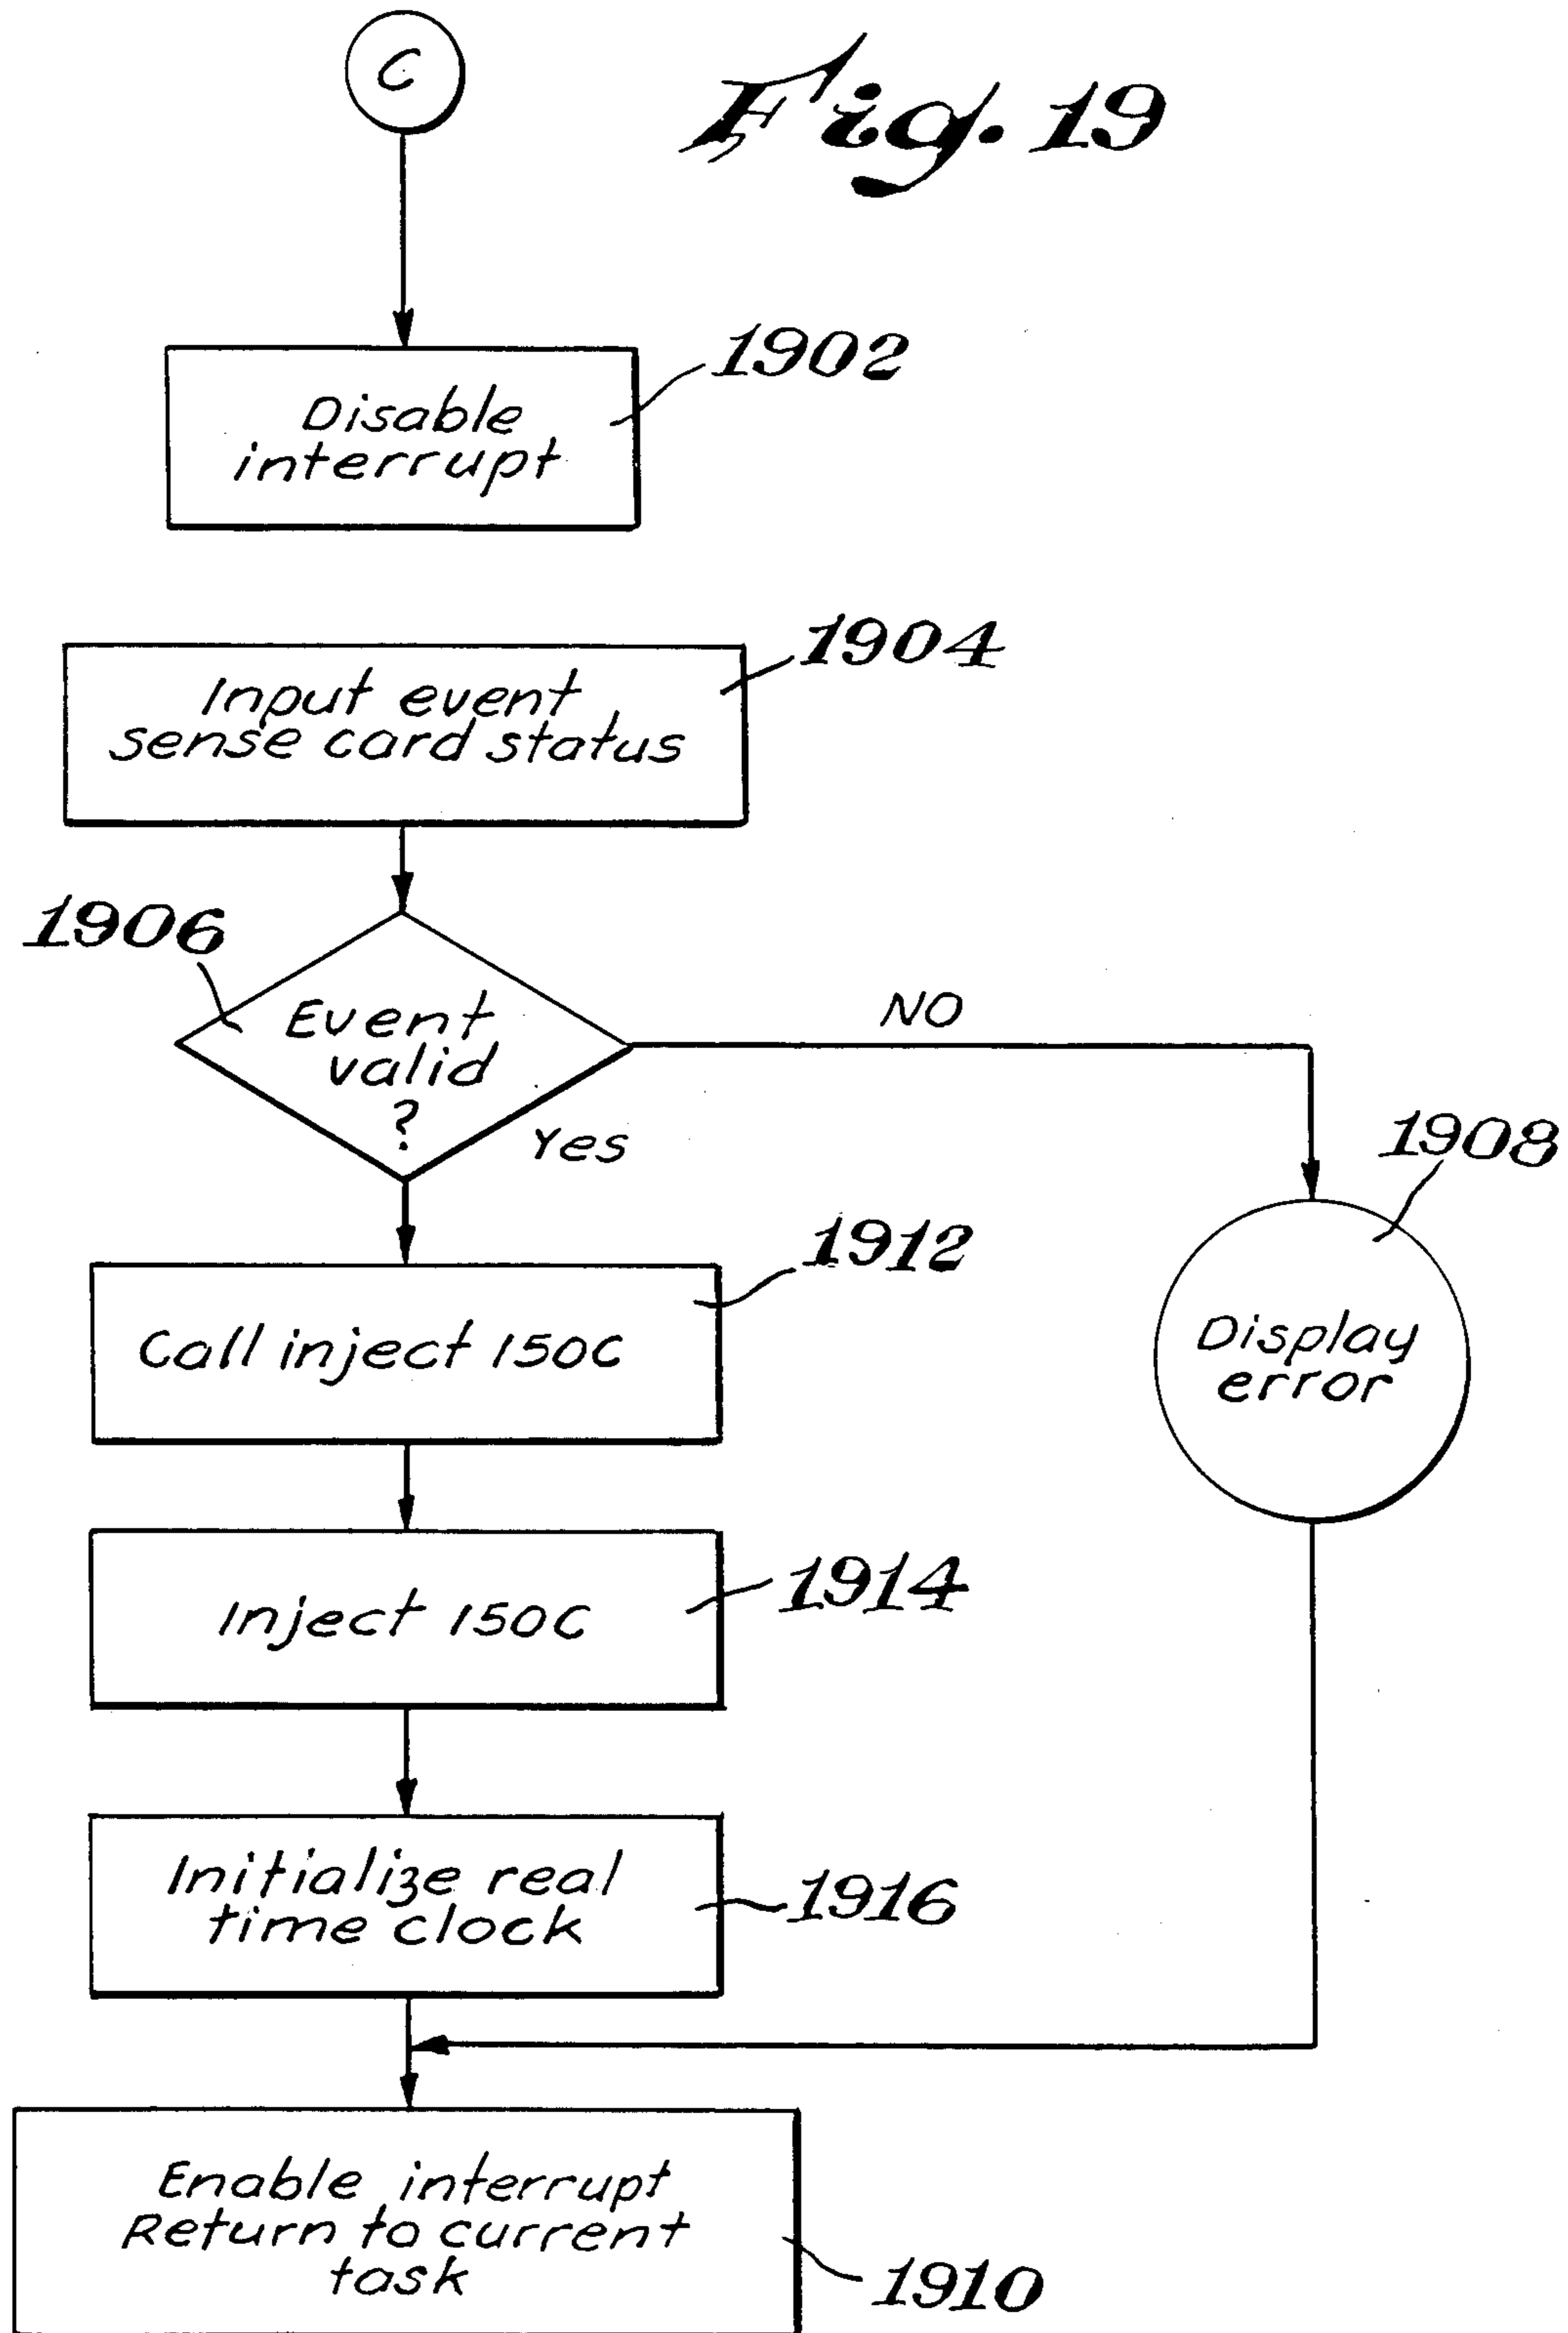 C
Fig. 19
1902
Disable
interrupt
1904
Input event
sense card status
1906
Event
valid
?
NO
Yes
1908
Display
error
1912
Call inject 150C
1914
Inject 150C
1916
Initialize real
time clock
Enable interrupt
Return to current
task
1910